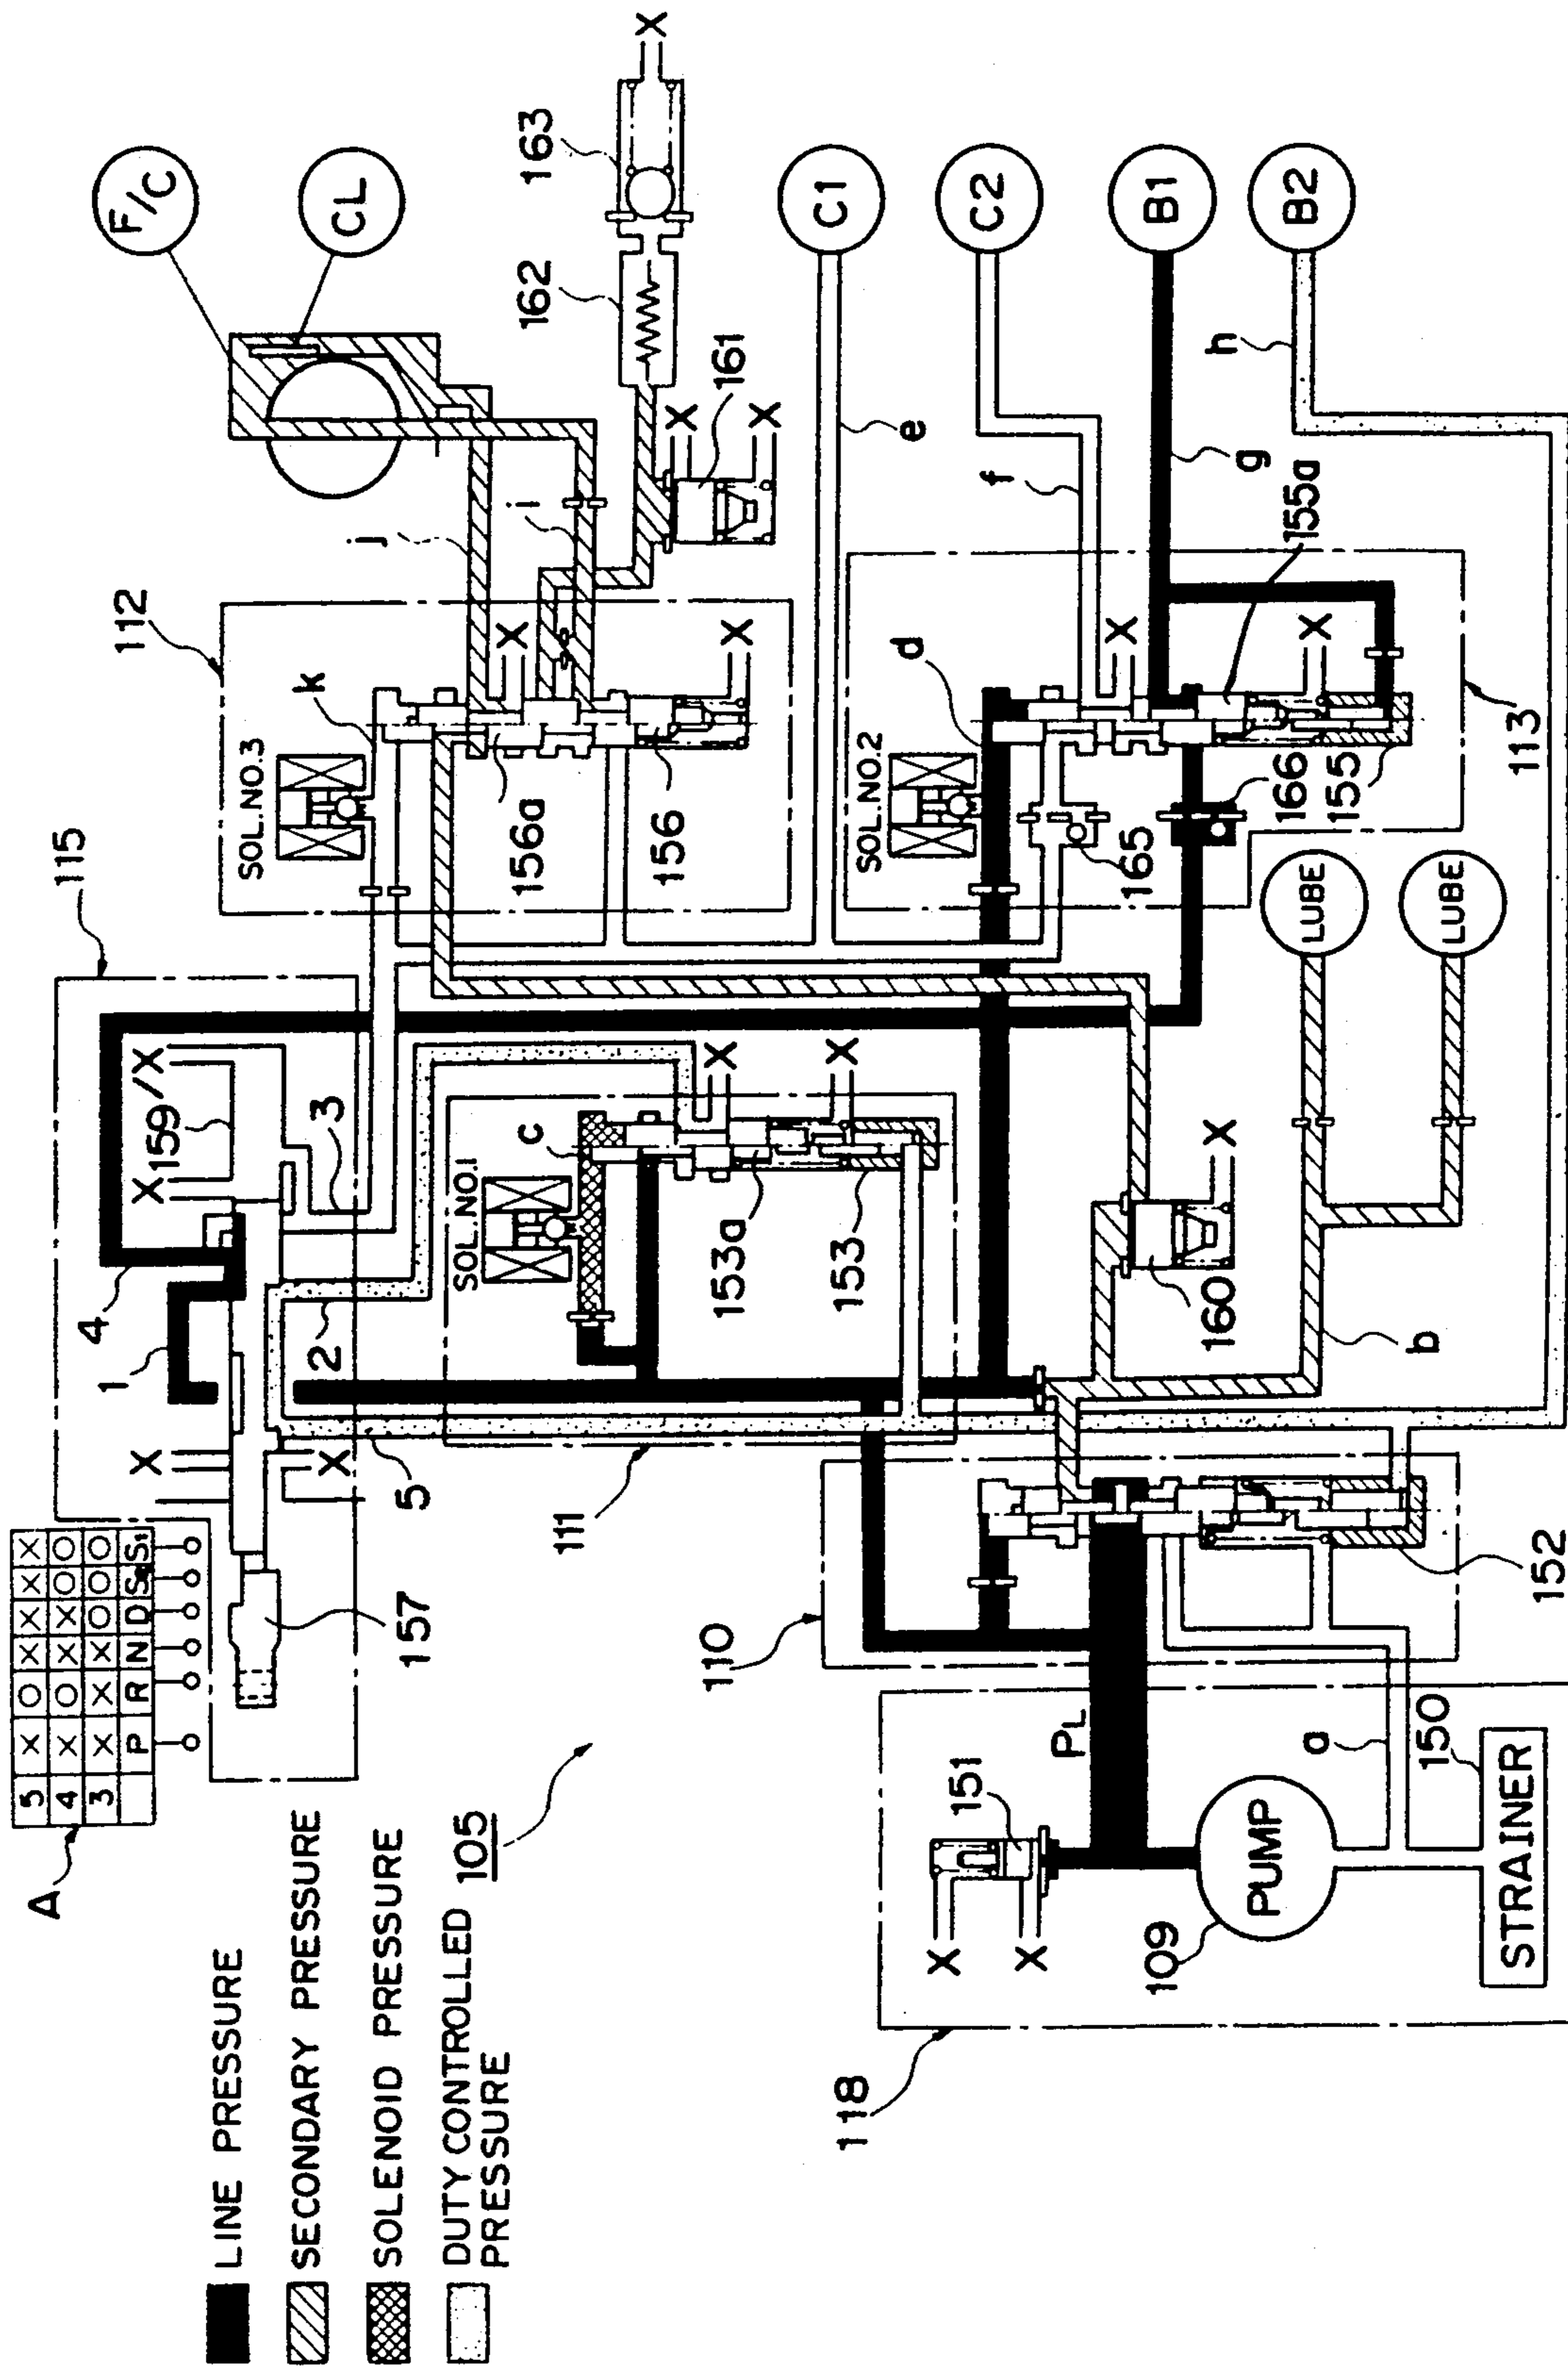 A
5 X O X X X X
4 X O X X O O
3 X X X O O O
P R N D S S1
LINE PRESSURE
SECONDARY PRESSURE
SOLENOID PRESSURE
DUTY CONTROLLED
PRESSURE
105
157
115
1
4
2
3
5
X
X
X
159
X
112
SOL.NO.3
k
156a
156
X
X
j
i
F/C
CL
162
163
X
161
X
X
111
SOL.NO.1
c
153a
153
X
X
C1
e
C2
f
B1
g
B2
h
113
SOL.NO.2
d
165
166
155
155a
X
X
LUBE
LUBE
b
160
X
110
152
118
PL
151
X
X
109
PUMP
a
150
STRAINER